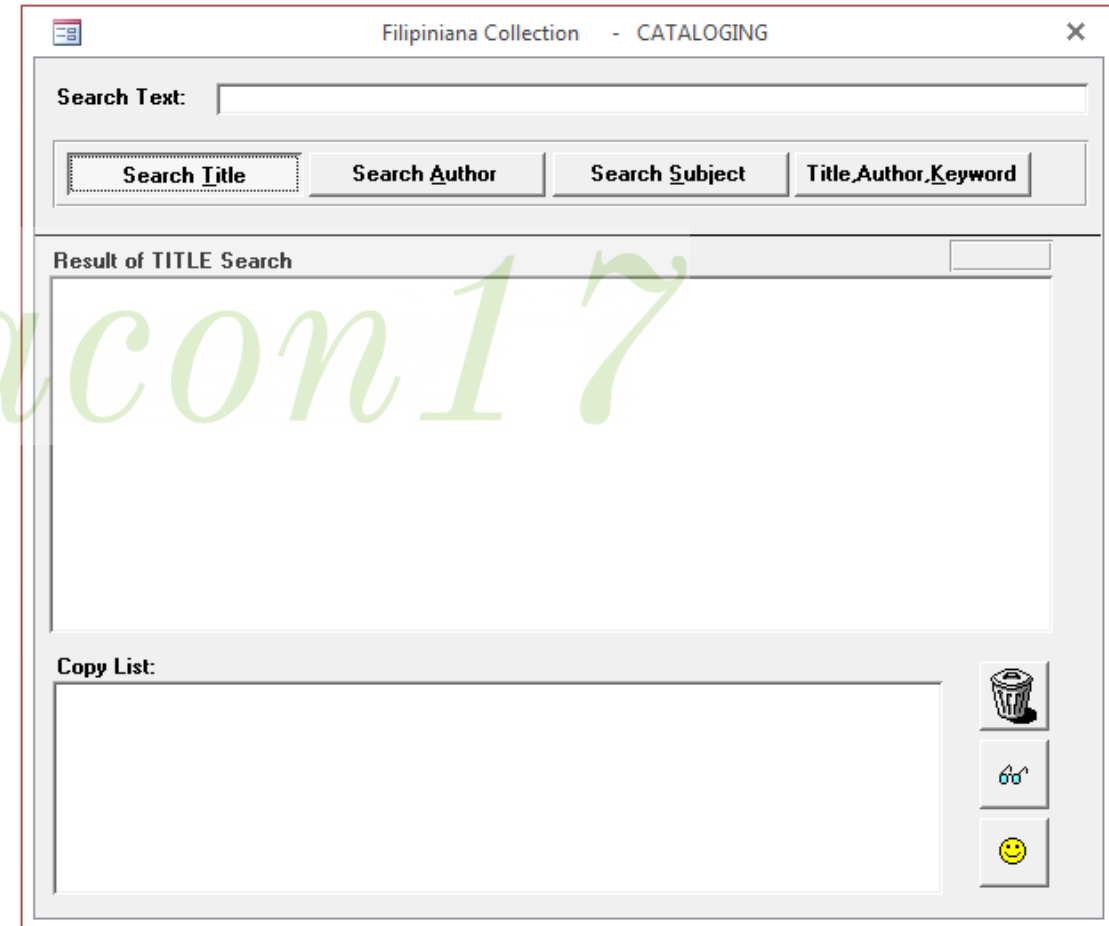 Filipiniana Collection - CATALOGING
Search Text:
Search Title
Search Author
Search Subject
Title,Author,Keyword
Result of TITLE Search
acon17
Copy List: